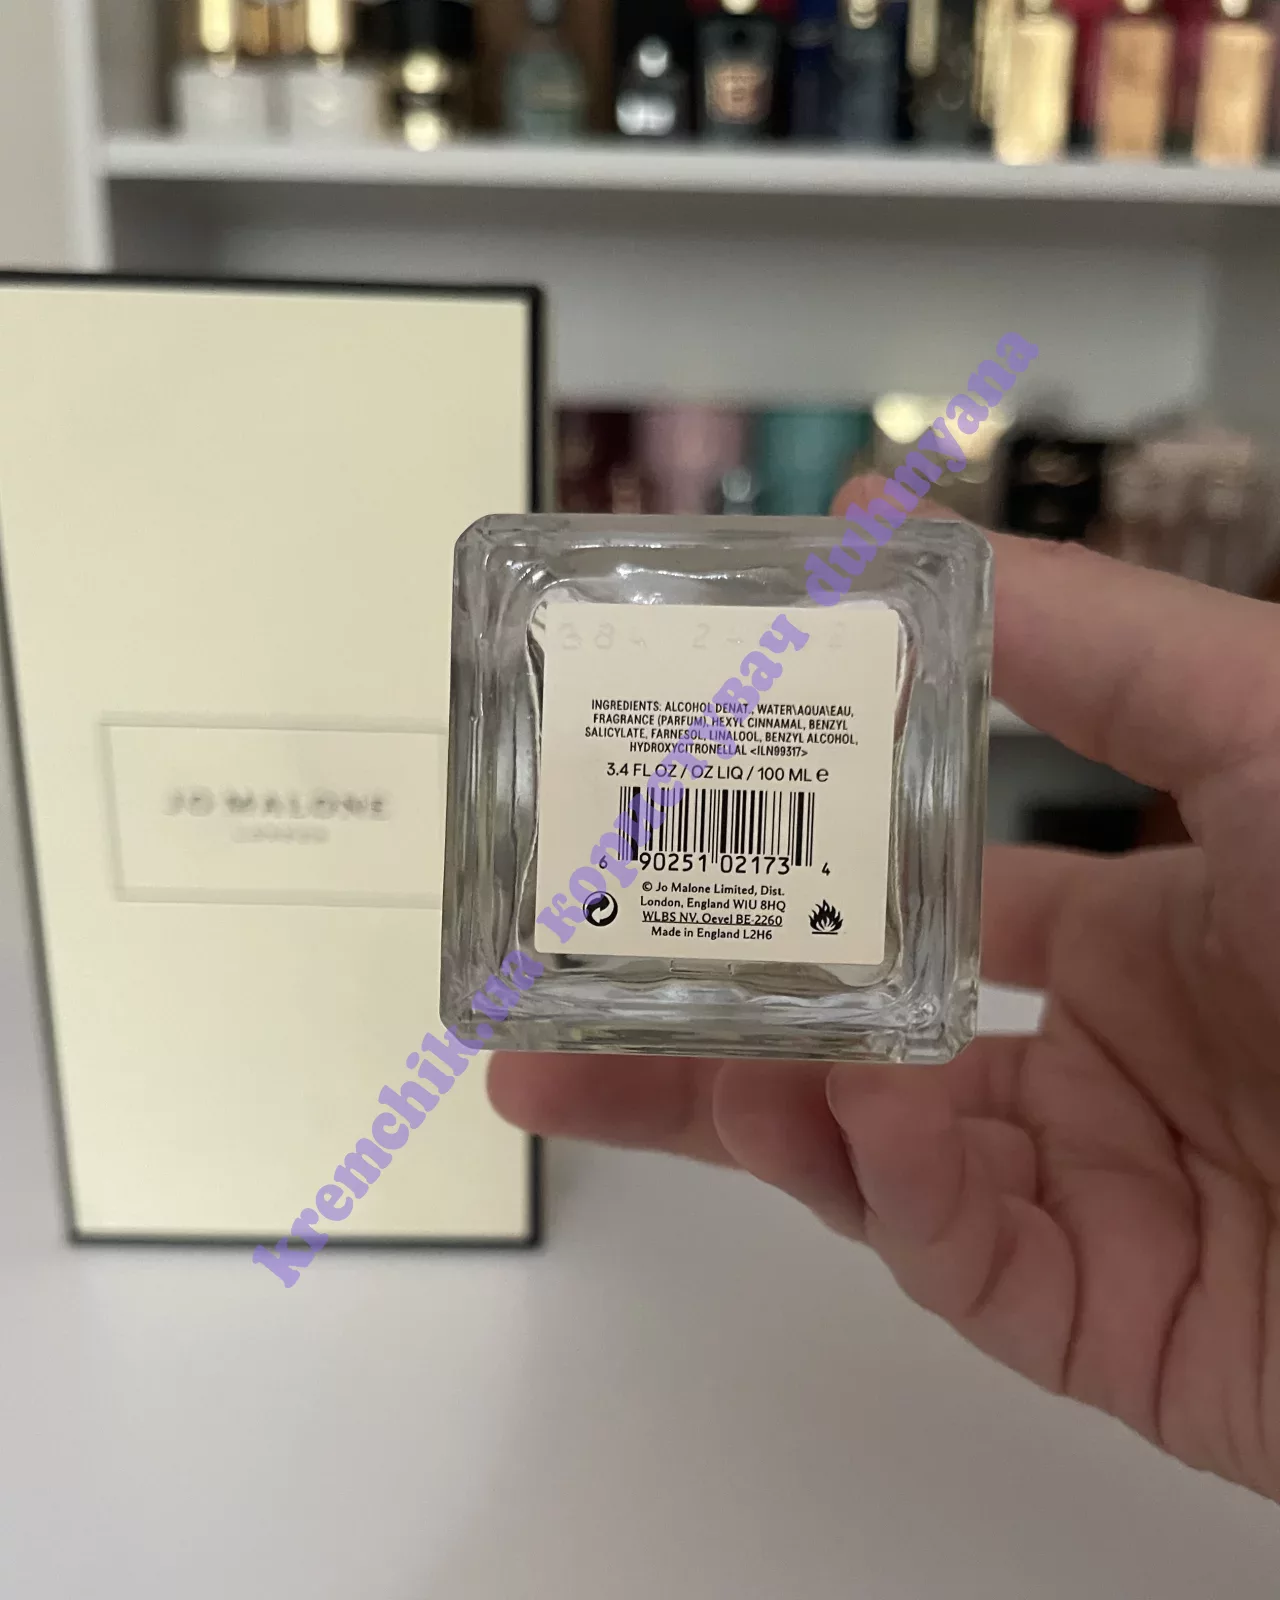 JO MALONE
LONDON
INGREDIENTS: ALCOHOL DENAT., WATER\AQUA\EAU,
FRAGRANCE (PARFUM), HEXYL CINNAMAL, BENZYL
SALICYLATE, FARNESOL, LINALOOL, BENZYL ALCOHOL,
HYDROXYCITRONELLAL <ILN99317>
3.4 FL OZ / OZ LIQ / 100 ML e
6 90251 02173 4
© Jo Malone Limited, Dist.
London, England W1U 8HQ
WLBS NV, Oevel BE-2260
Made in England L2H6
kremchik.ua користувач duhmyana